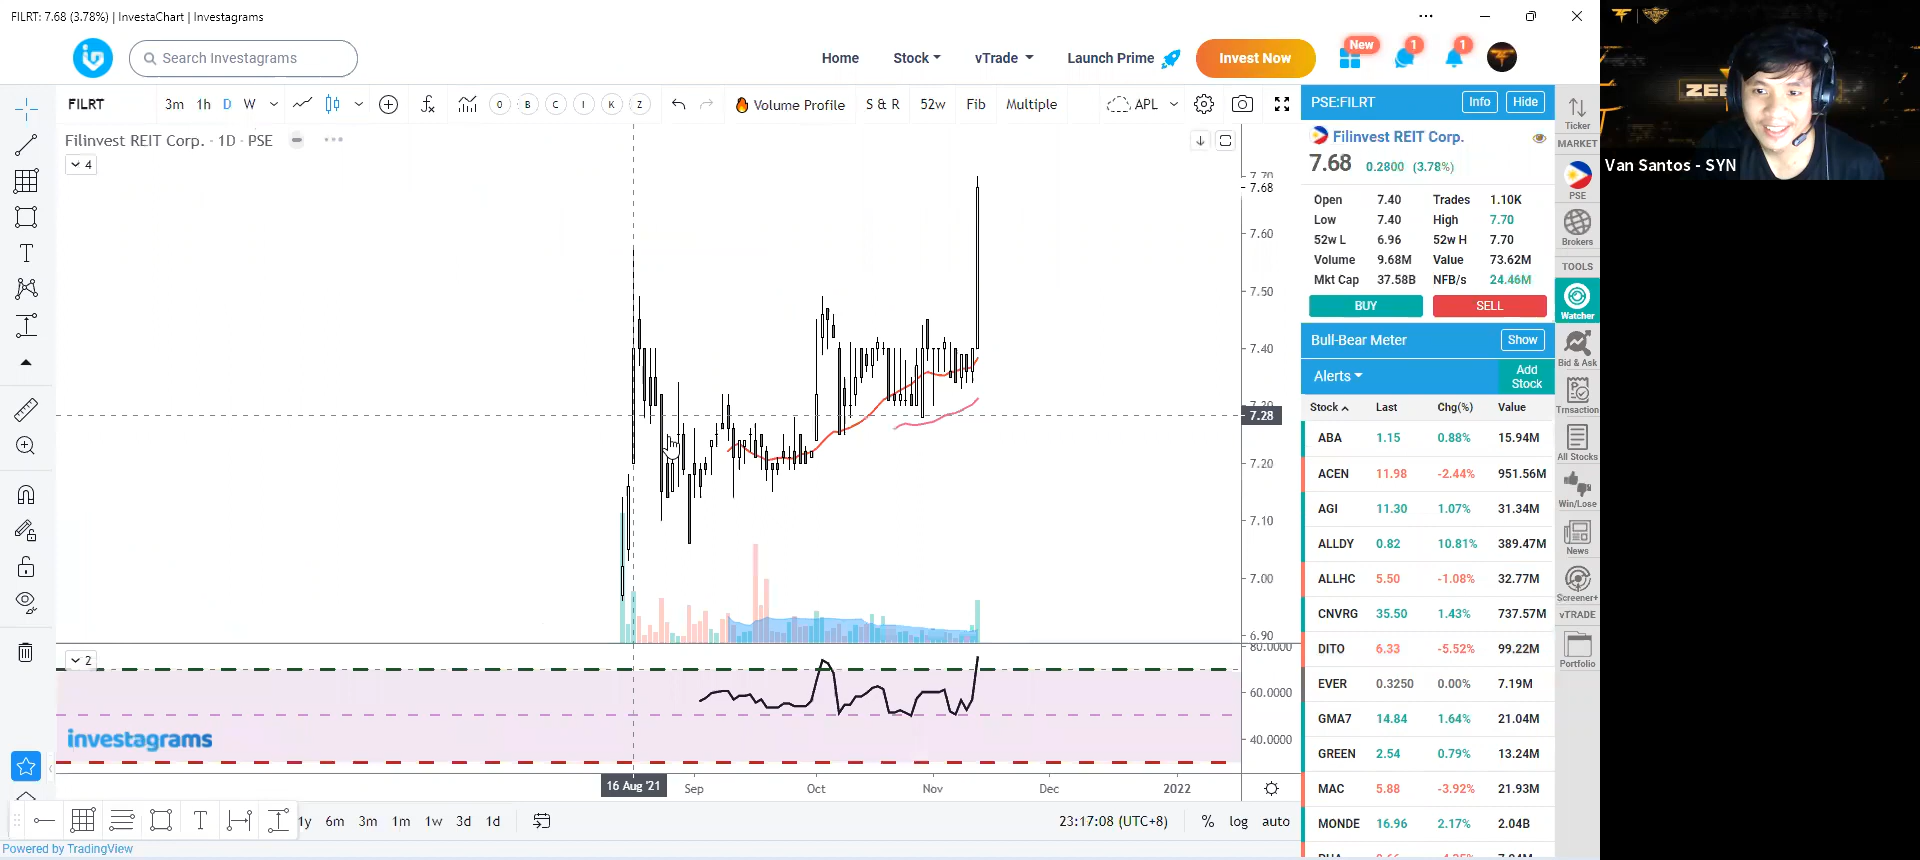 FILRT: 7.68 (3.78%) | InvestaChart | Investagrams
Search Investagrams
Home
Stock
vTrade
Launch Prime
Invest Now
New
1
1
FILRT
3m 1h D W
O B C I K Z
Volume Profile
S & R
52w
Fib
Multiple
APL
Filinvest REIT Corp. · 1D · PSE
4
7.70
7.68
7.60
7.50
7.40
7.30
7.28
7.20
7.10
7.00
6.90
80.0000
2
60.0000
40.0000
investagrams
16 Aug '21
Sep
Oct
Nov
Dec
2022
1y 6m 3m 1m 1w 3d 1d
23:17:08 (UTC+8)
% log auto
Powered by TradingView
PSE:FILRT
Info
Hide
Filinvest REIT Corp.
7.68 0.2800 (3.78%)
Open 7.40 Trades 1.10K
Low 7.40 High 7.70
52w L 6.96 52w H 7.70
Volume 9.68M Value 73.62M
Mkt Cap 37.58B NFB/s 24.46M
BUY
SELL
Bull-Bear Meter
Show
Alerts
Add
Stock
Stock Last Chg(%) Value
ABA 1.15 0.88% 15.94M
ACEN 11.98 -2.44% 951.56M
AGI 11.30 1.07% 31.34M
ALLDY 0.82 10.81% 389.47M
ALLHC 5.50 -1.08% 32.77M
CNVRG 35.50 1.43% 737.57M
DITO 6.33 -5.52% 99.22M
EVER 0.3250 0.00% 7.19M
GMA7 14.84 1.64% 21.04M
GREEN 2.54 0.79% 13.24M
MAC 5.88 -3.92% 21.93M
MONDE 16.96 2.17% 2.04B
Ticker
MARKET
PSE
Brokers
TOOLS
Watcher
Bid & Ask
Trnsaction
All Stocks
Win/Lose
News
Screener+
vTRADE
Portfolio
Van Santos - SYN